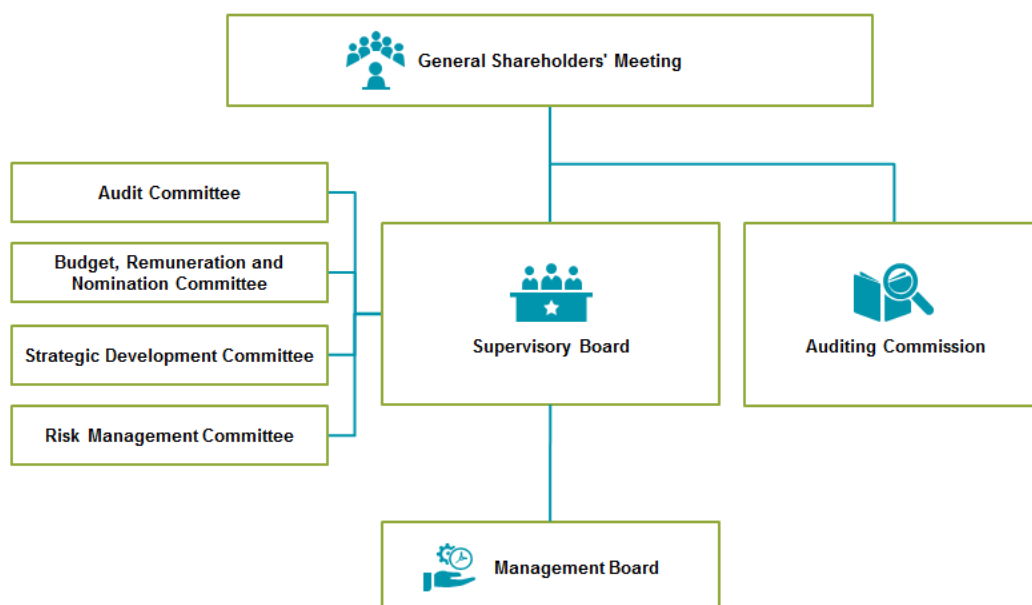 General Shareholders' Meeting
Audit Committee
Budget, Remuneration and
Nomination Committee
Strategic Development Committee
Risk Management Committee
Supervisory Board
Auditing Commission
Management Board